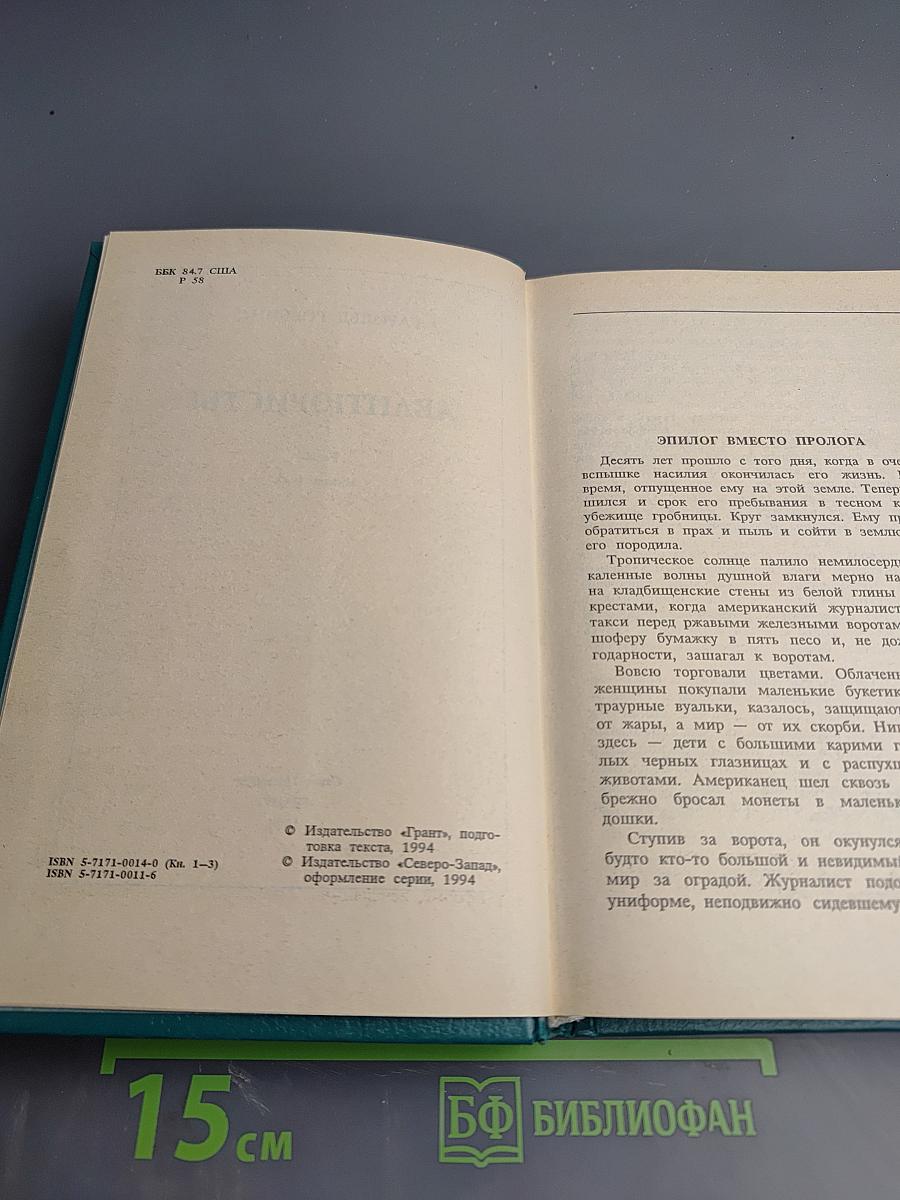 ББК 84.7 США
Р 58
© Издательство «Грант», подго-
товка текста, 1994
© Издательство «Северо-Запад»,
оформление серии, 1994
ISBN 5-7171-0014-0 (Кн. 1—3)
ISBN 5-7171-0011-6
ЭПИЛОГ ВМЕСТО ПРОЛОГА
Десять лет прошло с того дня, когда в оче
вспышке насилия окончилась его жизнь.
время, отпущенное ему на этой земле. Тепер
шился и срок его пребывания в тесном к
убежище гробницы. Круг замкнулся. Ему пр
обратиться в прах и пыль и сойти в землю
его породила.
Тропическое солнце палило немилосерд
каленные волны душной влаги мерно на
на кладбищенские стены из белой глины
крестами, когда американский журналист
такси перед ржавыми железными воротам
шоферу бумажку в пять песо и, не дож
годарности, зашагал к воротам.
Вовсю торговали цветами. Облаченн
женщины покупали маленькие букетик
траурные вуальки, казалось, защищают
от жары, а мир — от их скорби. Ни
здесь — дети с большими карими г
лых черных глазницах и с распухш
животами. Американец шел сквозь
брежно бросал монеты в маленьк
дошки.
Ступив за ворота, он окунулся
будто кто-то большой и невидимы
мир за оградой. Журналист подо
униформе, неподвижно сидевшему
15 см
БФ БИБЛИОФАН